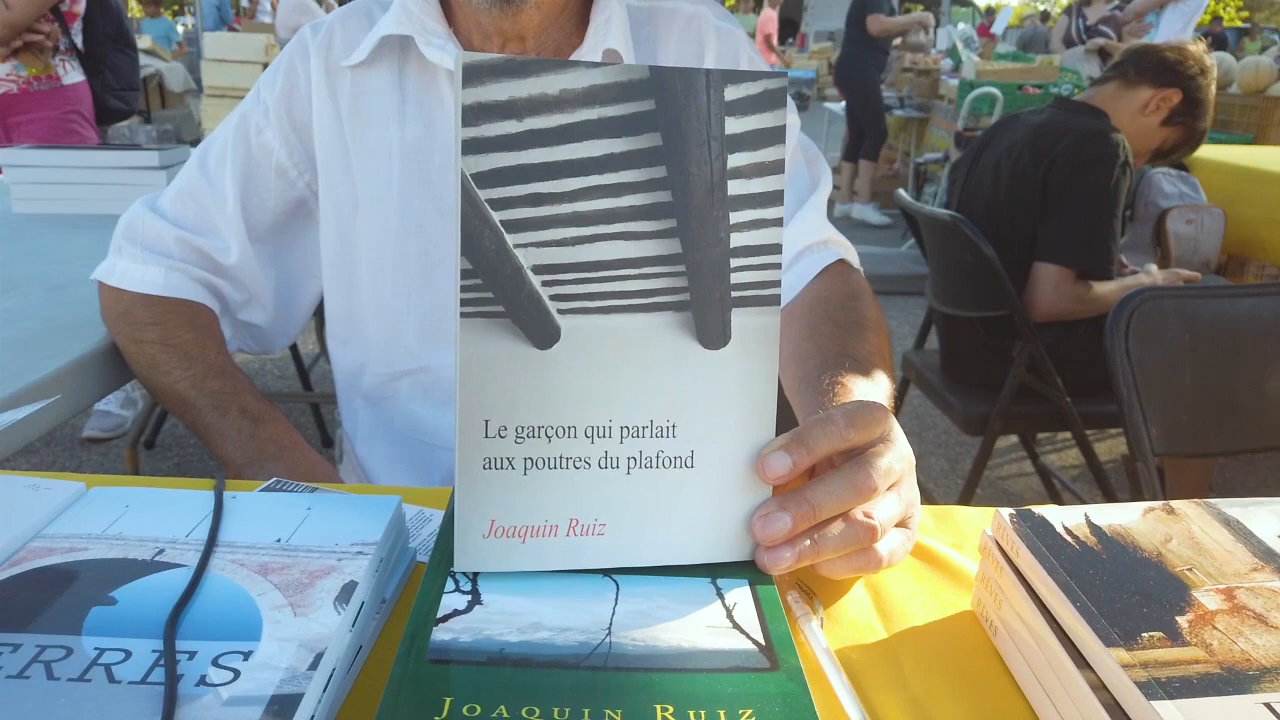 Le garçon qui parlait
aux poutres du plafond
Joaquin Ruiz
ERRES
JOAQUIN RUIZ